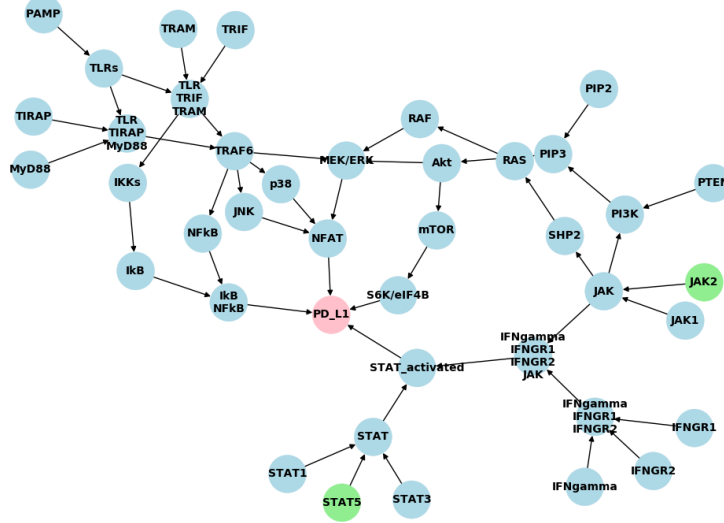 PAMP
TRAM
TRIF
TLRs
TLR
TRIF
TRAM
PIP2
TIRAP
TLR
TIRAP
MyD88
RAF
TRAF6
MEK/ERK
Akt
RAS
PIP3
MyD88
IKKs
p38
PTEN
JNK
PI3K
NFkB
NFAT
mTOR
SHP2
IkB
JAK2
IkB
NFkB
S6K/eIF4B
JAK
PD_L1
JAK1
IFNgamma
IFNGR1
IFNGR2
JAK
STAT_activated
IFNgamma
IFNGR1
IFNGR2
IFNGR1
STAT
STAT1
IFNGR2
IFNgamma
STAT5
STAT3